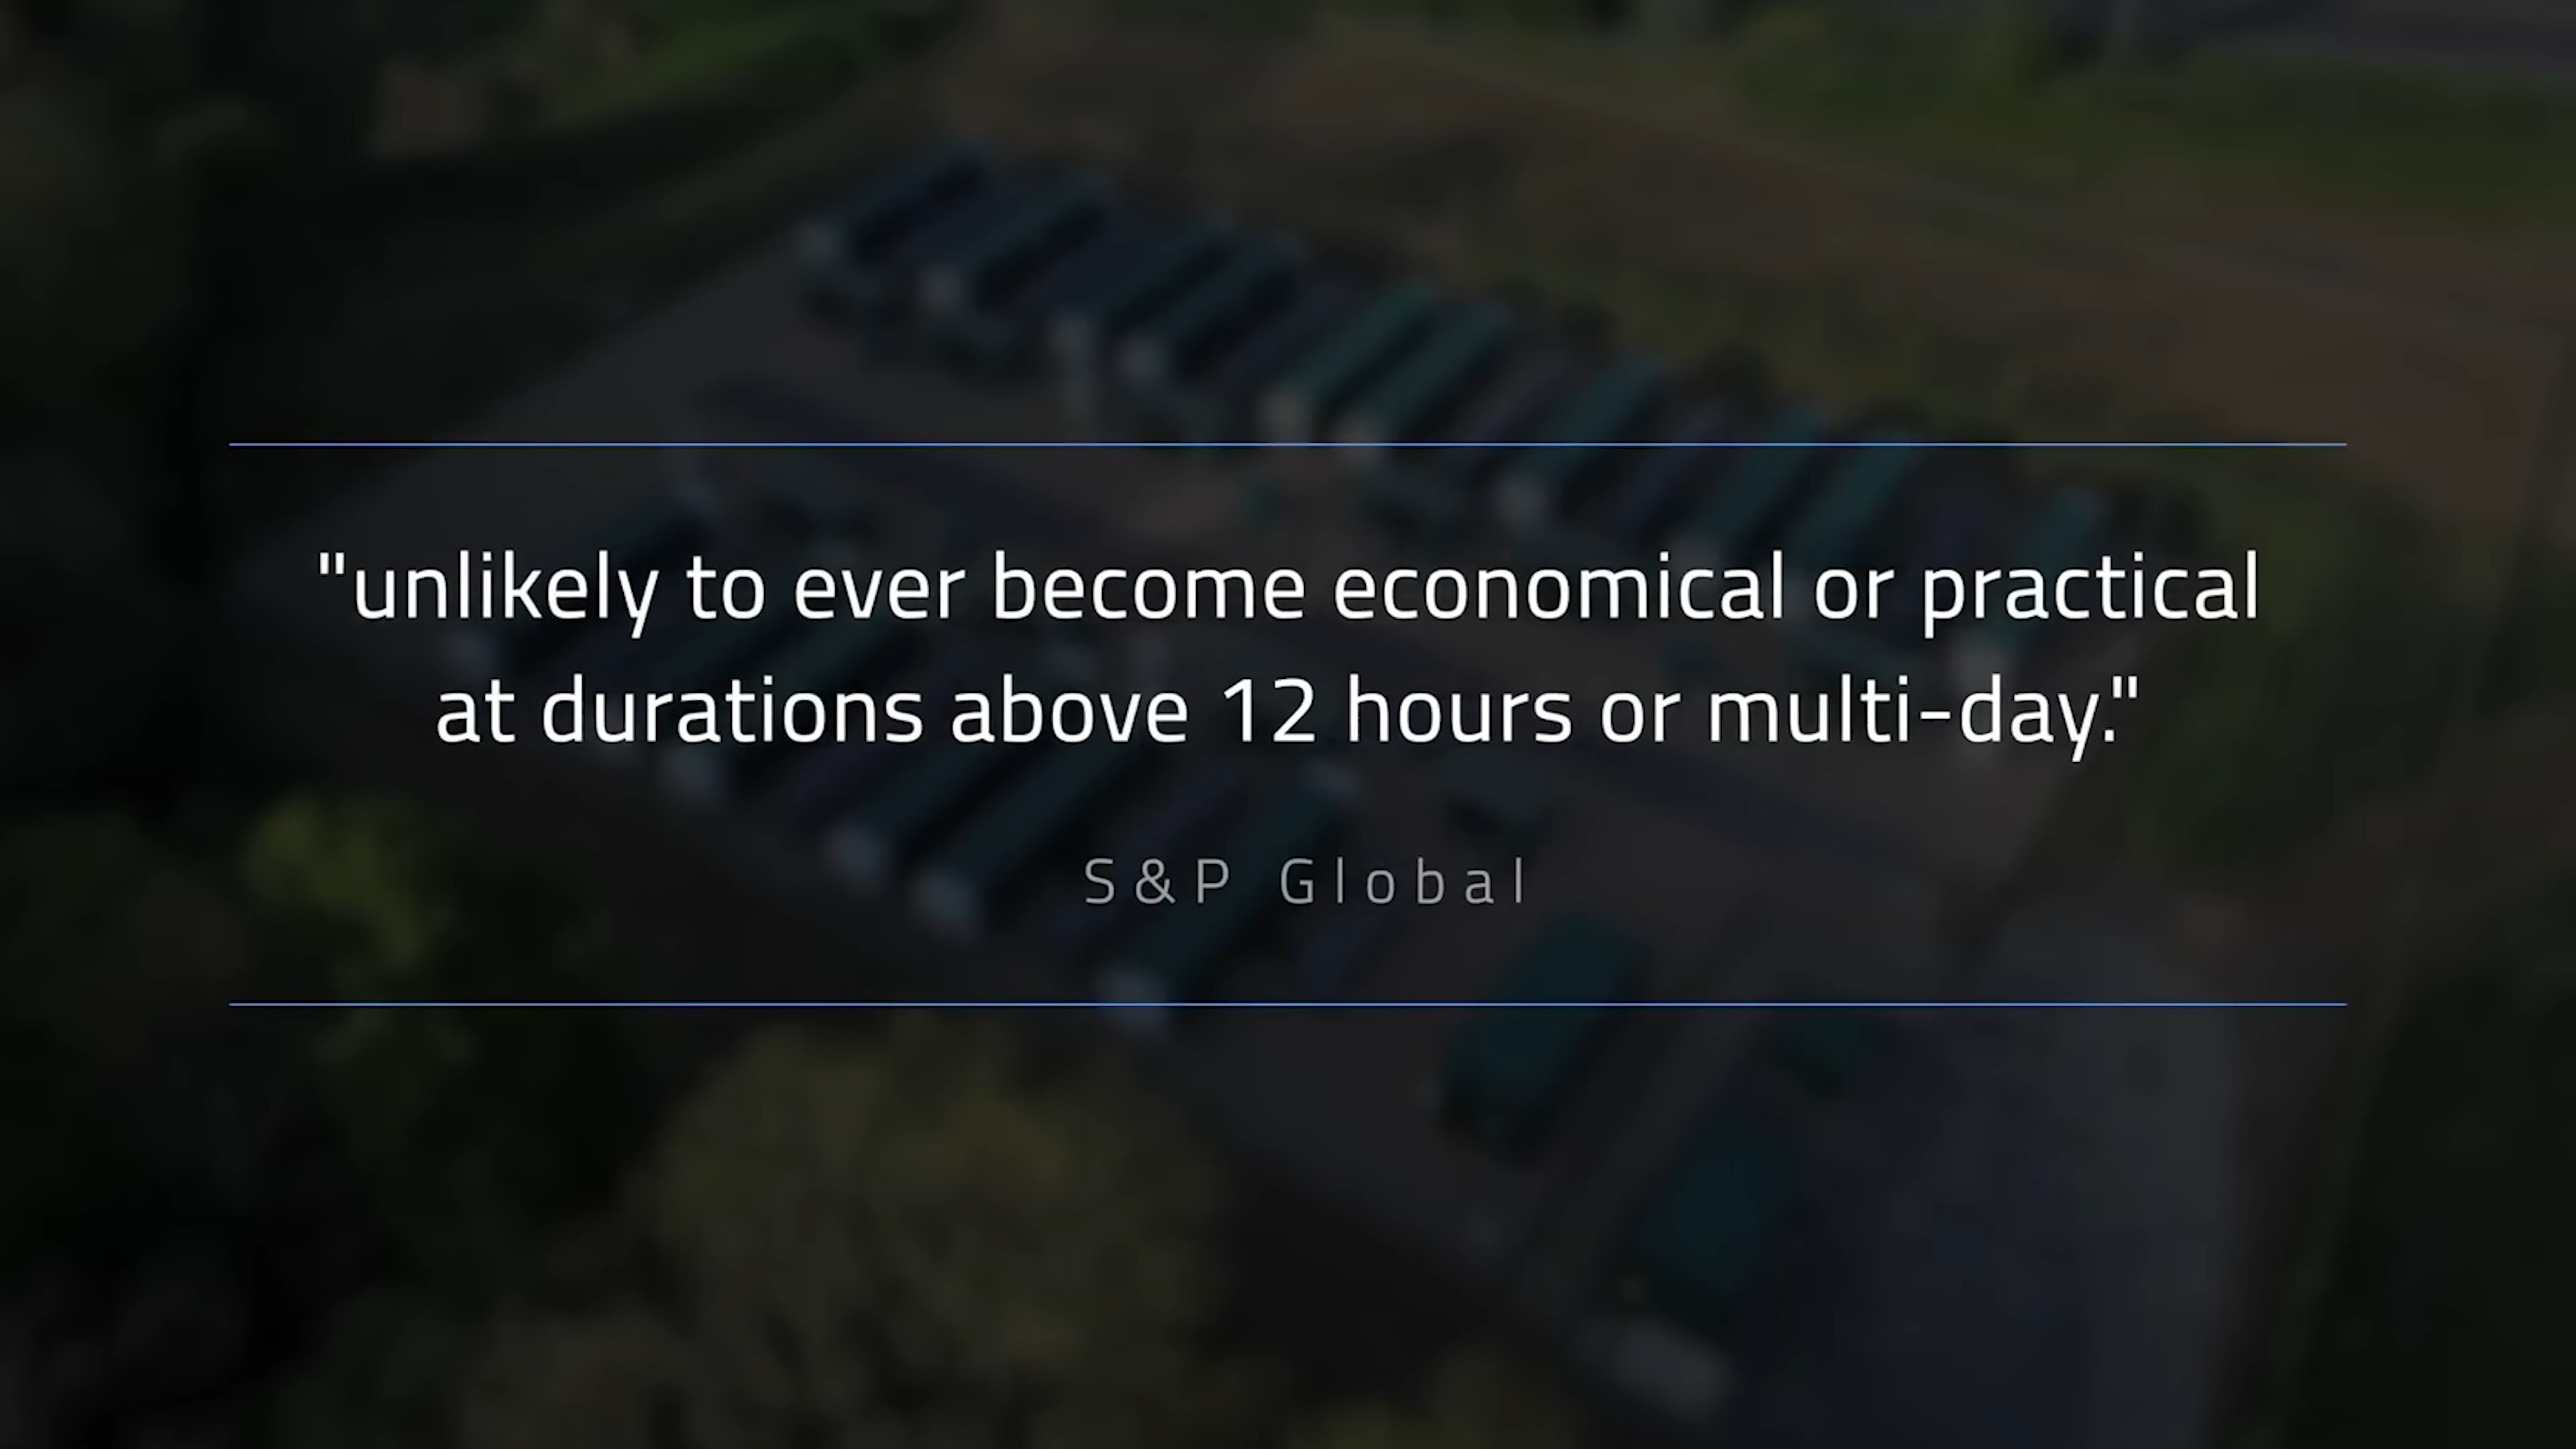 "unlikely to ever become economical or practical
at durations above 12 hours or multi-day."
S&P Global